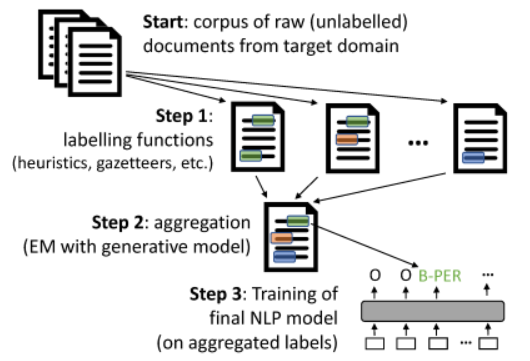 Start: corpus of raw (unlabelled)
documents from target domain
Step 1:
labelling functions
(heuristics, gazetteers, etc.)
...
Step 2: aggregation
(EM with generative model)
O O B-PER ...
Step 3: Training of
final NLP model
(on aggregated labels)
...